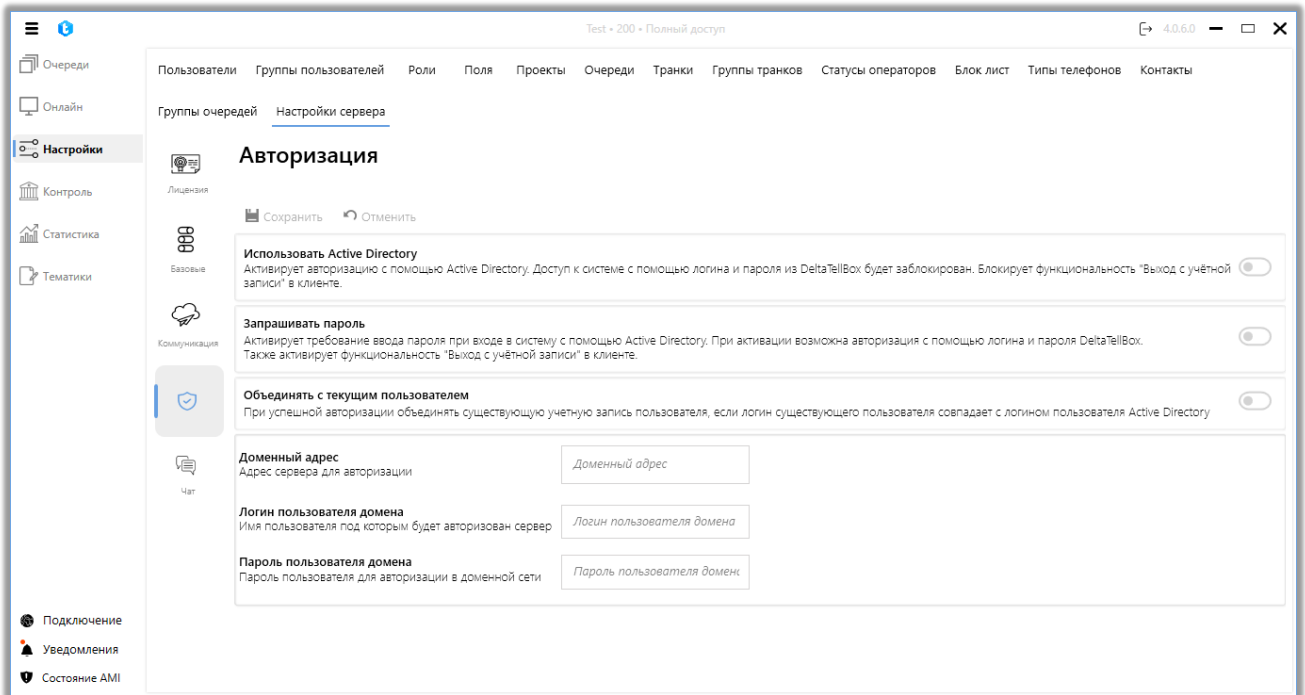 Test • 200 • Полный доступ
4.0.6.0
Очереди
Онлайн
Настройки
Контроль
Статистика
Тематики
Подключение
Уведомления
Состояние AMI
Пользователи Группы пользователей Роли Поля Проекты Очереди Транки Группы транков Статусы операторов Блок лист Типы телефонов Контакты
Группы очередей Настройки сервера
Лицензия
Базовые
Коммуникация
Чат
Авторизация
Сохранить Отменить
Использовать Active Directory
Активирует авторизацию с помощью Active Directory. Доступ к системе с помощью логина и пароля из DeltaTellBox будет заблокирован. Блокирует функциональность "Выход с учётной
записи" в клиенте.
Запрашивать пароль
Активирует требование ввода пароля при входе в систему с помощью Active Directory. При активации возможна авторизация с помощью логина и пароля DeltaTellBox.
Также активирует функциональность "Выход с учётной записи" в клиенте.
Объединять с текущим пользователем
При успешной авторизации объединять существующую учетную запись пользователя, если логин существующего пользователя совпадает с логином пользователя Active Directory
Доменный адрес
Адрес сервера для авторизации
Доменный адрес
Логин пользователя домена
Имя пользователя под которым будет авторизован сервер
Логин пользователя домена
Пароль пользователя домена
Пароль пользователя для авторизации в доменной сети
Пароль пользователя домена